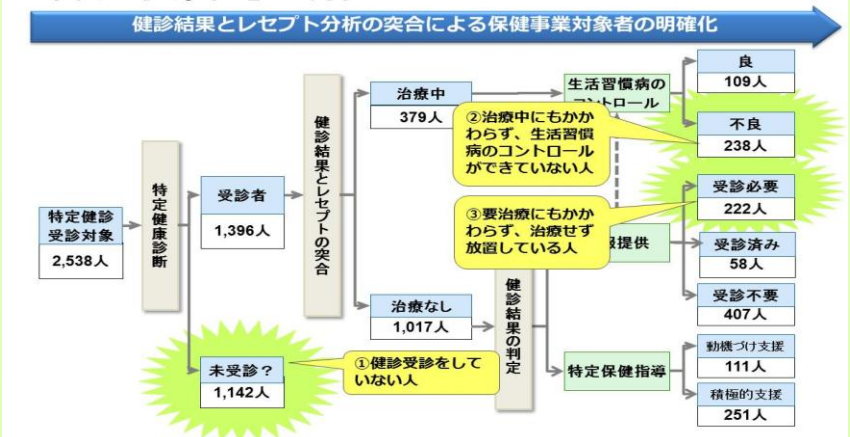 健診結果とレセプト分析の突合による保健事業対象者の明確化
特定健診
受診対象
2,538人
特定健康診断
受診者
1,396人
未受診?
1,142人
①健診受診をして
いない人
健診結果とレセプトの突合
治療中
379人
治療なし
1,017人
②治療中にもかか
わらず、生活習慣
病のコントロール
ができていない人
③要治療にもかか
わらず、治療せず
放置している人
健診結果の判定
生活習慣病の
コントロール
良
109人
不良
238人
提供
受診必要
222人
受診済み
58人
受診不要
407人
特定保健指導
動機づけ支援
111人
積極的支援
251人